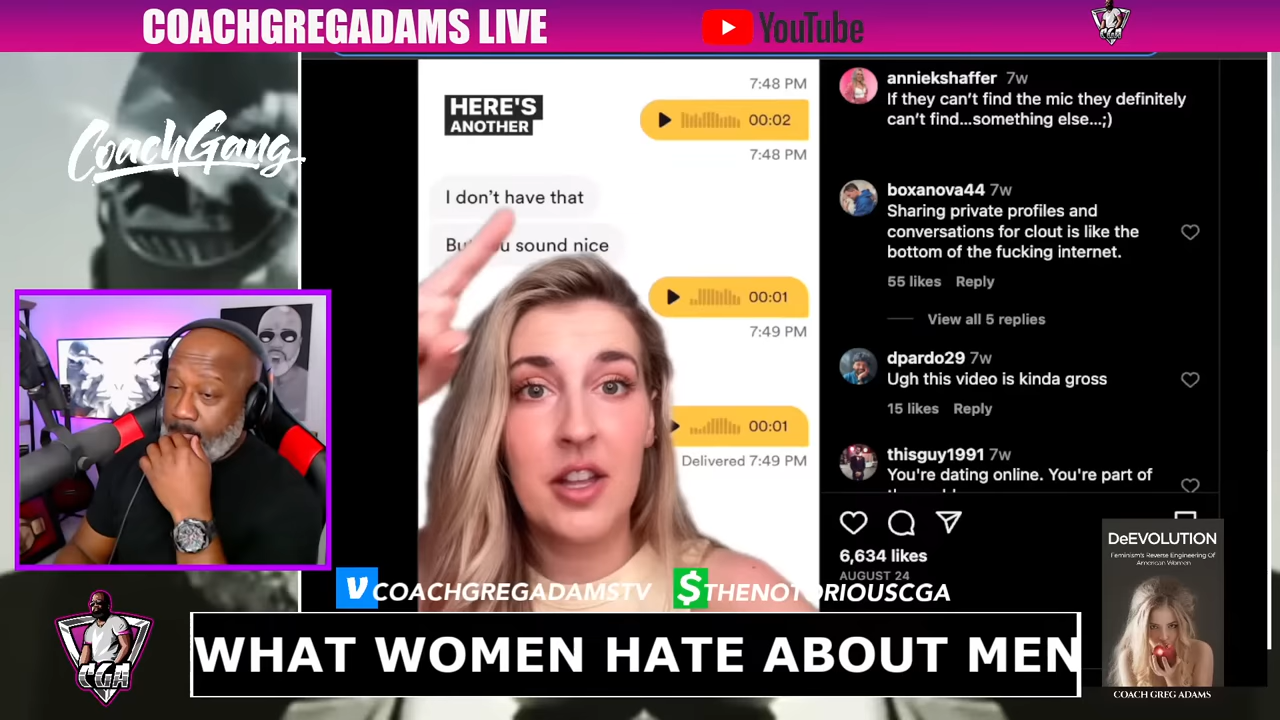 COACHGREGADAMS LIVE
YouTube
CGA
CoachGang
7:48 PM
HERE'S
ANOTHER
00:02
7:48 PM
I don't have that
sound nice
00:01
7:49 PM
00:01
Delivered 7:49 PM
anniekshaffer 7w
If they can't find the mic they definitely
can't find...something else...;)
boxanova44 7w
Sharing private profiles and
conversations for clout is like the
bottom of the fucking internet.
55 likes Reply
View all 5 replies
dpardo29 7w
Ugh this video is kinda gross
15 likes Reply
thisguy1991 7w
You're dating online. You're part of
6,634 likes
AUGUST 24
V COACHGREGADAMSTV $ THENOTORIOUSCGA
CGA
WHAT WOMEN HATE ABOUT MEN
DeEVOLUTION
Feminism's Reverse Engineering Of
American Women
COACH GREG ADAMS